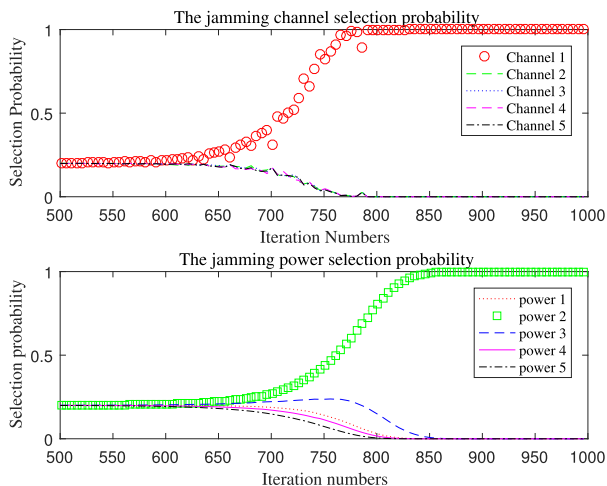 The jamming channel selection probability
1
0.5
0
Selection Probability
Channel 1
Channel 2
Channel 3
Channel 4
Channel 5
500 550 600 650 700 750 800 850 900 950 1000
Iteration Numbers
The jamming power selection probability
1
0.5
0
Selection probability
power 1
power 2
power 3
power 4
power 5
500 550 600 650 700 750 800 850 900 950 1000
Iteration numbers